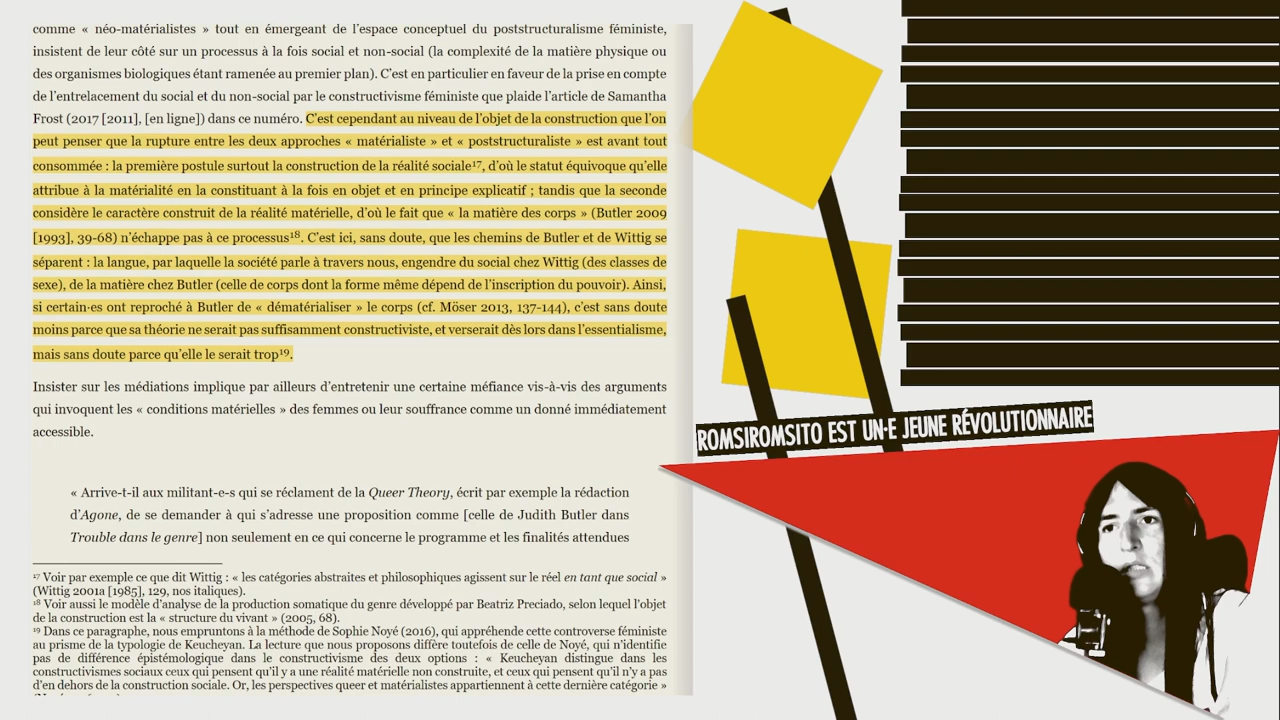 comme « néo-matérialistes » tout en émergeant de l'espace conceptuel du poststructuralisme féministe,
insistent de leur côté sur un processus à la fois social et non-social (la complexité de la matière physique ou
des organismes biologiques étant ramenée au premier plan). C'est en particulier en faveur de la prise en compte
de l'entrelacement du social et du non-social par le constructivisme féministe que plaide l'article de Samantha
Frost (2017 [2011], [en ligne]) dans ce numéro. C'est cependant au niveau de l'objet de la construction que l'on
peut penser que la rupture entre les deux approches « matérialiste » et « poststructuraliste » est avant tout
consommée : la première postule surtout la construction de la réalité sociale¹⁷, d'où le statut équivoque qu'elle
attribue à la matérialité en la constituant à la fois en objet et en principe explicatif ; tandis que la seconde
considère le caractère construit de la réalité matérielle, d'où le fait que « la matière des corps » (Butler 2009
[1993], 39-68) n'échappe pas à ce processus¹⁸. C'est ici, sans doute, que les chemins de Butler et de Wittig se
séparent : la langue, par laquelle la société parle à travers nous, engendre du social chez Wittig (des classes de
sexe), de la matière chez Butler (celle de corps dont la forme même dépend de l'inscription du pouvoir). Ainsi,
si certain·es ont reproché à Butler de « dématérialiser » le corps (cf. Möser 2013, 137-144), c'est sans doute
moins parce que sa théorie ne serait pas suffisamment constructiviste, et verserait dès lors dans l'essentialisme,
mais sans doute parce qu'elle le serait trop¹⁹.
Insister sur les médiations implique par ailleurs d'entretenir une certaine méfiance vis-à-vis des arguments
qui invoquent les « conditions matérielles » des femmes ou leur souffrance comme un donné immédiatement
accessible.
« Arrive-t-il aux militant-e-s qui se réclament de la Queer Theory, écrit par exemple la rédaction
d'Agone, de se demander à qui s'adresse une proposition comme [celle de Judith Butler dans
Trouble dans le genre] non seulement en ce qui concerne le programme et les finalités attendues
¹⁷ Voir par exemple ce que dit Wittig : « les catégories abstraites et philosophiques agissent sur le réel en tant que social »
(Wittig 2001a [1985], 129, nos italiques).
¹⁸ Voir aussi le modèle d'analyse de la production somatique du genre développé par Beatriz Preciado, selon lequel l'objet
de la construction est la « structure du vivant » (2005, 68).
¹⁹ Dans ce paragraphe, nous empruntons à la méthode de Sophie Noyé (2016), qui appréhende cette controverse féministe
au prisme de la typologie de Keucheyan. La lecture que nous proposons diffère toutefois de celle de Noyé, qui n'identifie
pas de différence épistémologique dans le constructivisme des deux options : « Keucheyan distingue dans les
constructivismes sociaux ceux qui pensent qu'il y a une réalité matérielle non construite, et ceux qui pensent qu'il n'y a pas
d'en dehors de la construction sociale. Or, les perspectives queer et matérialistes appartiennent à cette dernière catégorie »
ROMSIROMSITO EST UN·E JEUNE RÉVOLUTIONNAIRE